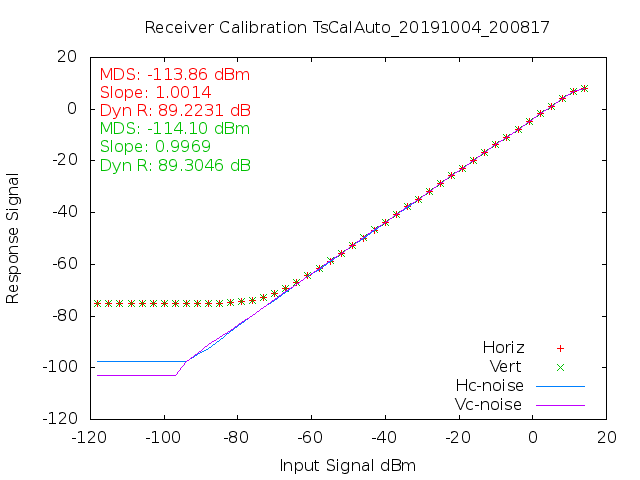 Receiver Calibration TsCalAuto_20191004_200817
20
0
-20
-40
-60
-80
-100
-120
Response Signal
MDS: -113.86 dBm
Slope: 1.0014
Dyn R: 89.2231 dB
MDS: -114.10 dBm
Slope: 0.9969
Dyn R: 89.3046 dB
Horiz
Vert
Hc-noise
Vc-noise
-120 -100 -80 -60 -40 -20 0 20
Input Signal dBm